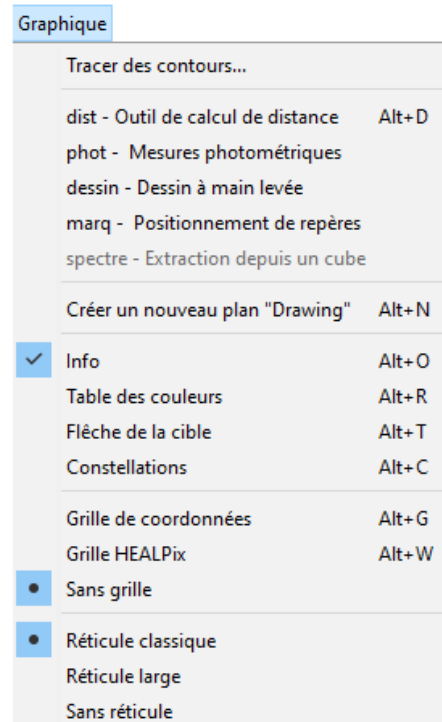 Graphique
Tracer des contours...
dist - Outil de calcul de distance Alt+D
phot - Mesures photométriques
dessin - Dessin à main levée
marq - Positionnement de repères
spectre - Extraction depuis un cube
Créer un nouveau plan "Drawing" Alt+N
Info Alt+O
Table des couleurs Alt+R
Flêche de la cible Alt+T
Constellations Alt+C
Grille de coordonnées Alt+G
Grille HEALPix Alt+W
Sans grille
Réticule classique
Réticule large
Sans réticule